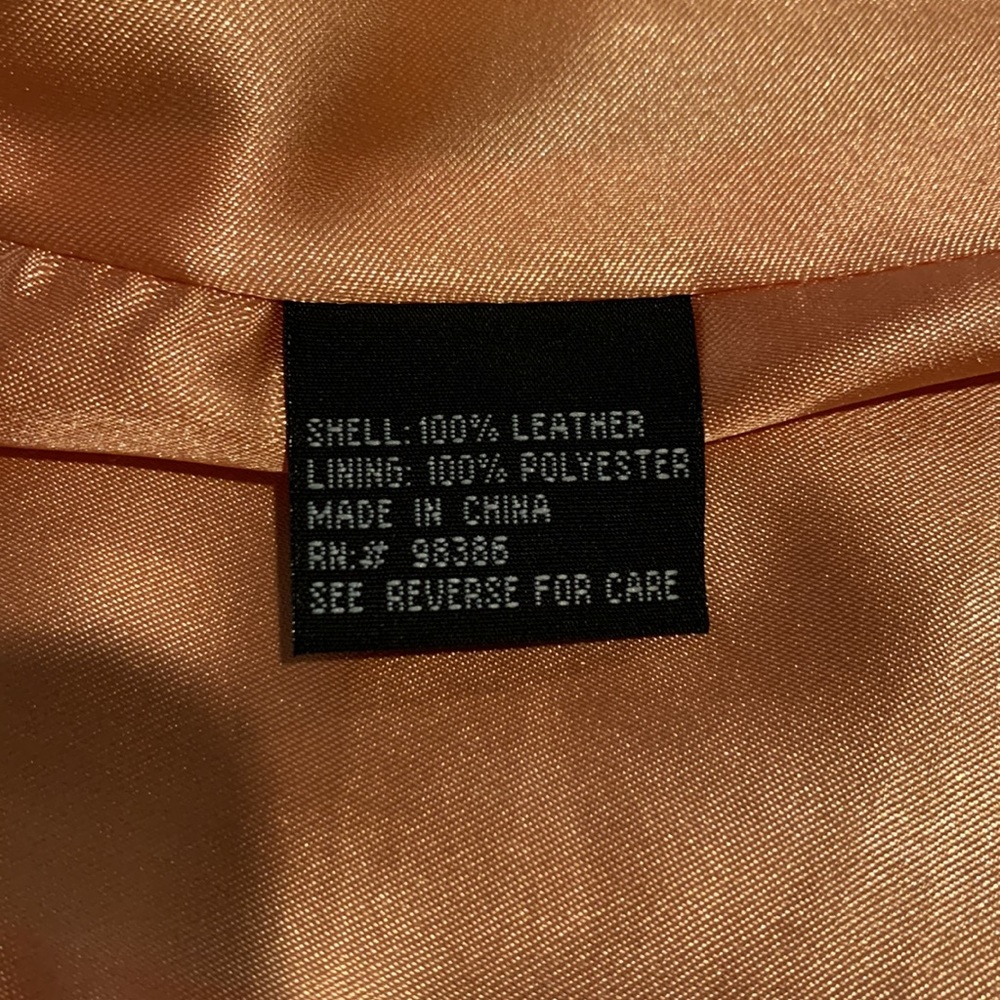 SHELL: 100% LEATHER
LINING: 100% POLYESTER
MADE IN CHINA
RN:# 98386
SEE REVERSE FOR CARE